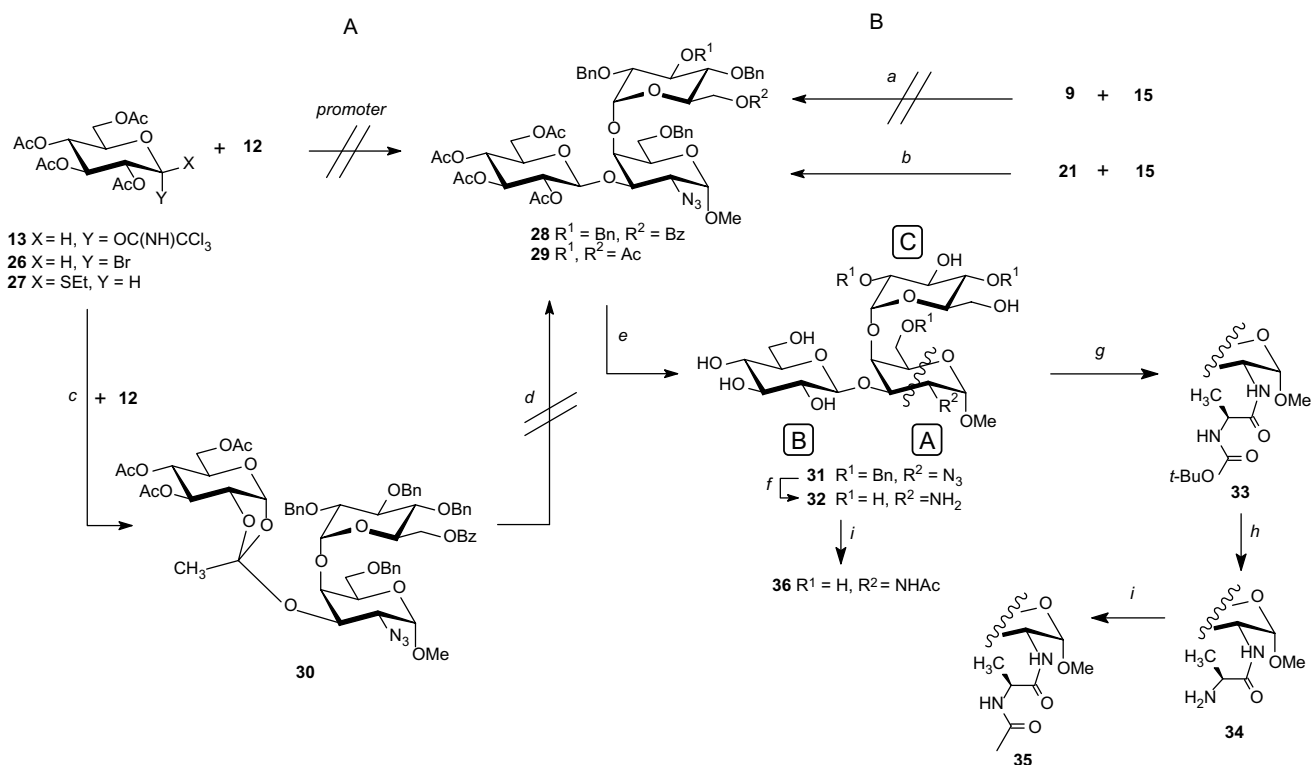 A
B
promoter
a
b
OAc
AcO
O
AcO
AcO
X
Y
+ 12
13 X = H, Y = OC(NH)CCl3
26 X = H, Y = Br
27 X = SEt, Y = H
OR1
BnO
OBn
O
OR2
O
OBn
OAc
O
AcO
O
AcO
O
OAc
N3
OMe
28 R1 = Bn, R2 = Bz
29 R1, R2 = Ac
9 + 15
21 + 15
c
+ 12
d
e
C
OH
R1O
OR1
O
OH
O
OR1
OH
HO
O
O
HO
O
OH
R2
OMe
B
A
31 R1 = Bn, R2 = N3
f
32 R1 = H, R2 = NH2
i
36 R1 = H, R2 = NHAc
g
O
HN
OMe
H3C
HN
O
O
t-BuO
33
h
O
HN
OMe
H3C
H2N
O
34
i
O
HN
OMe
H3C
HN
O
O
35
OAc
AcO
O
AcO
O
O
CH3
O
OBn
BnO
OBn
O
OBz
O
OBn
O
N3
OMe
30